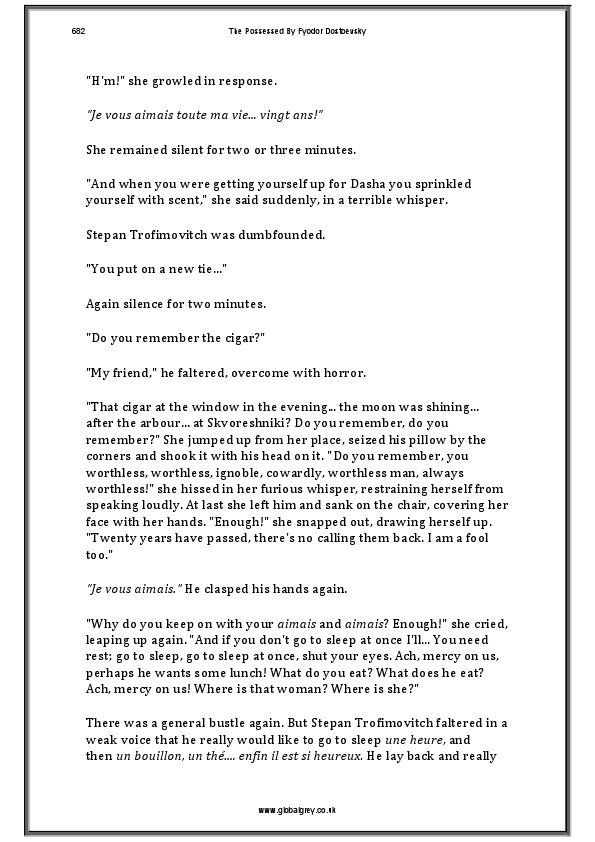 682
The Possessed By Fyodor Dostoevsky
"H'm!" she growled in response.
"Je vous aimais toute ma vie... vingt ans!"
She remained silent for two or three minutes.
"And when you were getting yourself up for Dasha you sprinkled
yourself with scent," she said suddenly, in a terrible whisper.
Stepan Trofimovitch was dumbfounded.
"You put on a new tie..."
Again silence for two minutes.
"Do you remember the cigar?"
"My friend," he faltered, overcome with horror.
"That cigar at the window in the evening... the moon was shining...
after the arbour... at Skvoreshniki? Do you remember, do you
remember?" She jumped up from her place, seized his pillow by the
corners and shook it with his head on it. "Do you remember, you
worthless, worthless, ignoble, cowardly, worthless man, always
worthless!" she hissed in her furious whisper, restraining herself from
speaking loudly. At last she left him and sank on the chair, covering her
face with her hands. "Enough!" she snapped out, drawing herself up.
"Twenty years have passed, there's no calling them back. I am a fool
too."
"Je vous aimais." He clasped his hands again.
"Why do you keep on with your aimais and aimais? Enough!" she cried,
leaping up again. "And if you don't go to sleep at once I'll... You need
rest; go to sleep, go to sleep at once, shut your eyes. Ach, mercy on us,
perhaps he wants some lunch! What do you eat? What does he eat?
Ach, mercy on us! Where is that woman? Where is she?"
There was a general bustle again. But Stepan Trofimovitch faltered in a
weak voice that he really would like to go to sleep une heure, and
then un bouillon, un thé.... enfin il est si heureux. He lay back and really
www.globalgrey.co.uk